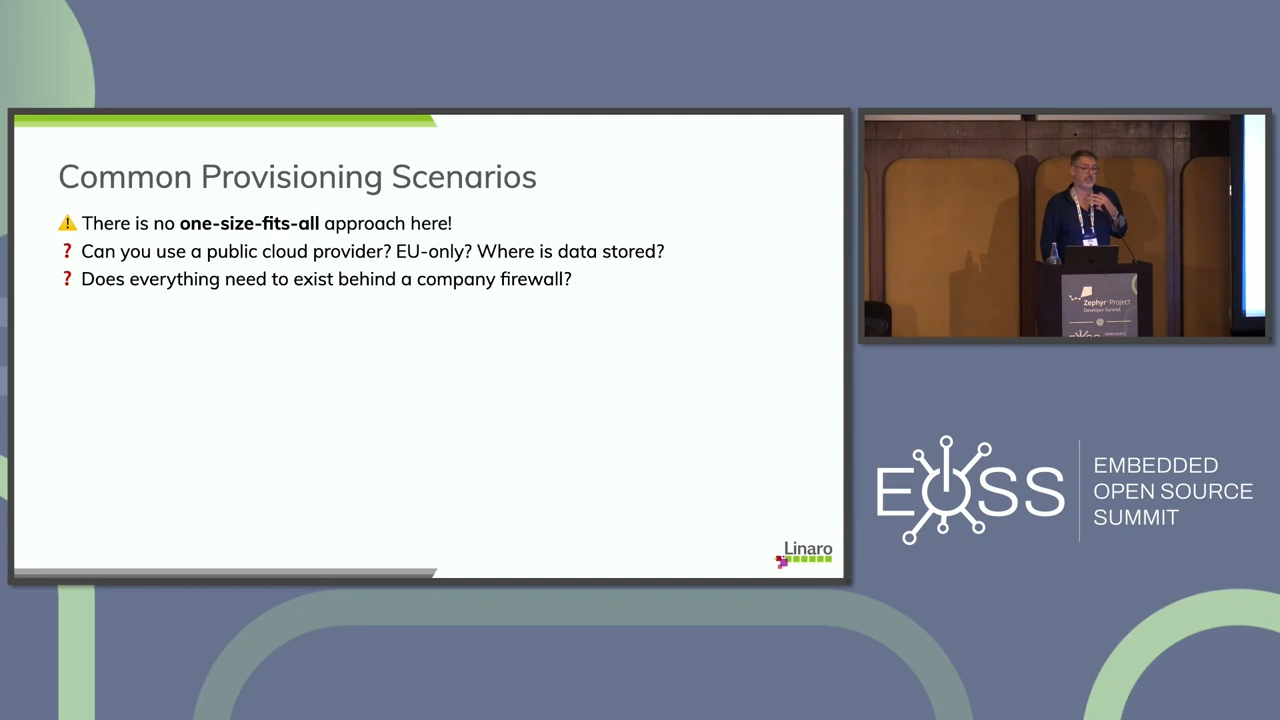 Common Provisioning Scenarios
⚠ There is no one-size-fits-all approach here!
❓ Can you use a public cloud provider? EU-only? Where is data stored?
❓ Does everything need to exist behind a company firewall?
Linaro
Zephyr Project
Developer Summit
@
EOSS
EMBEDDED
OPEN SOURCE
SUMMIT